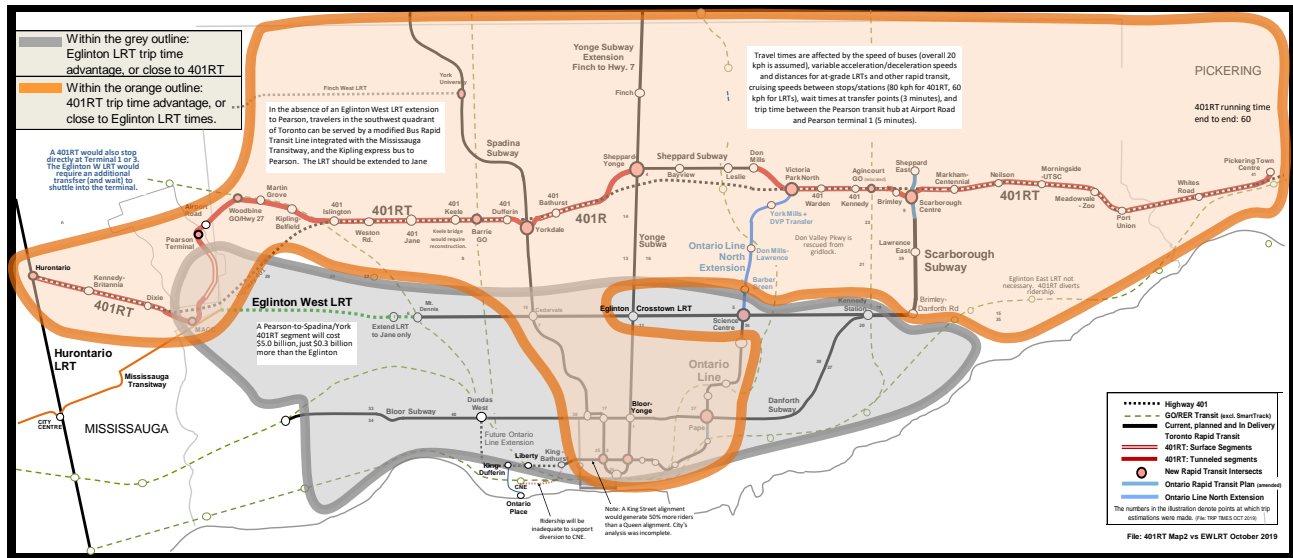 Within the grey outline:
Eglinton LRT trip time
advantage, or close to 401RT
Within the orange outline:
401RT trip time advantage, or
close to Eglinton LRT times.
A 401RT would also stop
directly at Terminal 1 or 3.
The Eglinton W LRT would
require an additional
transfser (and wait) to
shuttle into the terminal.
Finch West LRT
York
University
In the absence of an Eglinton West LRT extension
to Pearson, travelers in the southwest quadrant
of Toronto can be served by a modified Bus Rapid
Transit Line integrated with the Mississauga
Transitway, and the Kipling express bus to
Pearson. The LRT should be extended to Jane
Spadina
Subway
Yonge Subway
Extension
Finch to Hwy. 7
Finch
Travel times are affected by the speed of buses (overall 20
kph is assumed), variable acceleration/deceleration speeds
and distances for at-grade LRTs and other rapid transit,
cruising speeds between stops/stations (80 kph for 401RT, 60
kph for LRTs), wait times at transfer points (3 minutes), and
trip time between the Pearson transit hub at Airport Road
and Pearson terminal 1 (5 minutes).
PICKERING
401RT running time
end to end: 60
Sheppard
Yonge
Sheppard Subway
Bayview
Leslie
Don
Mills
Victoria
ParkNorth
401
Warden
Agincourt
GO
401
Kennedy
Brimley
Sheppard
East
Scarborough
Centre
Markham-
Centennial
Neilson
Morningside
-UTSC
Meadowvale
- Zoo
Port
Union
Whites
Road
Pickering Town
Centre
Airport
Road
Pearson
Terminal
Woodbine
GO/Hwy 27
Martin
Grove
Kipling-
Belfield
401
Islington
Weston
Rd.
401RT
401
Jane
401
Keele
Keele bridge
would require
reconstruction.
Barrie
GO
401
Dufferin
Yorkdale
401
Bathurst
401R
14
13
16
Yonge
Subwa
York Mills +
DVP Transfer
Ontario Line
North
Extension
Don Mills-
Lawrence
Barber
Green
Don Valley Pkwy is
rescued from
gridlock.
Lawrence
East
Scarborough
Subway
Eglinton East LRT not
necessary. 401RT diverts
ridership.
Brimley-
Danforth Rd
Kennedy
Station
Hurontario
Kennedy-
Britannia
Dixie
401RT
MACC
Eglinton West LRT
Extend LRT
to Jane only
Mt.
Dennis
Cedarvale
Eglinton
Crosstown LRT
Science
Centre
A Pearson-to-Spadina/York
401RT segment will cost
$5.0 billion, just $0.3 billion
more than the Eglinton
Hurontario
LRT
Mississauga
Transitway
CITY
CENTRE
MISSISSAUGA
Bloor Subway
Dundas
West
Future Ontario
Line Extension
King-
Dufferin
Liberty
King-
Bathurst
CNE
Ontario
Place
Bloor-
Yonge
Ontario
Line
Pape
Danforth
Subway
Ridership will be
inadequate to support
diversion to CNE.
Note: A King Street alignment
would generate 50% more riders
than a Queen alignment. City's
analysis was incomplete.
Highway 401
GO/RER Transit (excl. SmartTrack)
Current, planned and In Delivery
Toronto Rapid Transit
401RT: Surface Segments
401RT: Tunneled segments
New Rapid Transit Intersects
Ontario Rapid Transit Plan (amended)
Ontario Line North Extension
The numbers in the illustration denote points at which trip
estimations were made. (File: TRIP TIMES OCT 2019)
File: 401RT Map2 vs EWLRT October 2019